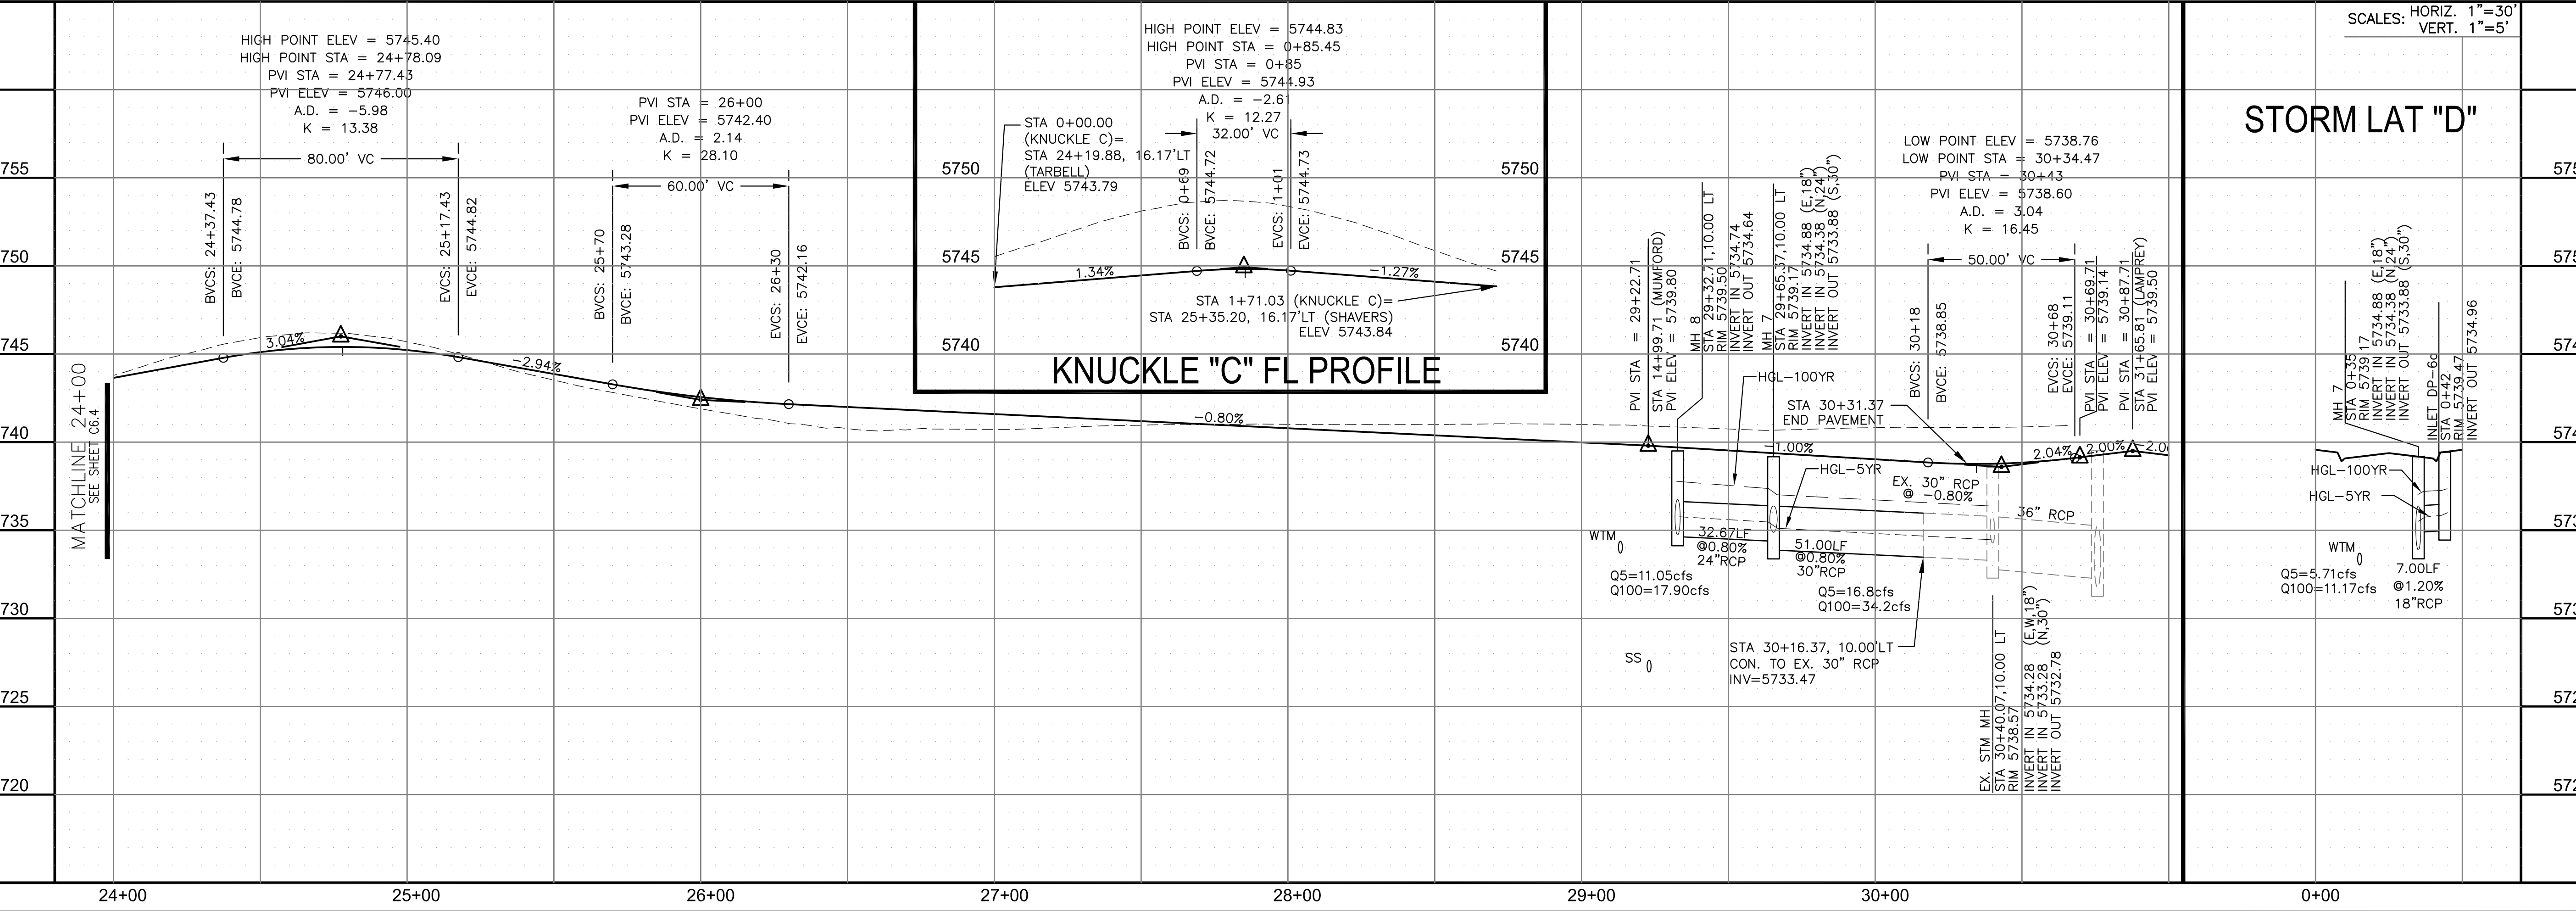 SCALES: HORIZ. 1"=30'
VERT. 1"=5'
HIGH POINT ELEV = 5745.40
HIGH POINT STA = 24+78.09
PVI STA = 24+77.43
PVI ELEV = 5746.00
A.D. = -5.98
K = 13.38
80.00' VC
BVCS: 24+37.43
BVCE: 5744.78
EVCS: 25+17.43
EVCE: 5744.82
PVI STA = 26+00
PVI ELEV = 5742.40
A.D. = 2.14
K = 28.10
60.00' VC
BVCS: 25+70
BVCE: 5743.28
EVCS: 26+30
EVCE: 5742.16
3.04%
-2.94%
-0.80%
MATCHLINE 24+00
SEE SHEET C6.4
HIGH POINT ELEV = 5744.83
HIGH POINT STA = 0+85.45
PVI STA = 0+85
PVI ELEV = 5744.93
A.D. = -2.61
K = 12.27
32.00' VC
STA 0+00.00
(KNUCKLE C)=
STA 24+19.88, 16.17'LT
(TARBELL)
ELEV 5743.79
BVCS: 0+69
BVCE: 5744.72
EVCS: 1+01
EVCE: 5744.73
5750
5750
5745
5745
5740
5740
1.34%
-1.27%
STA 1+71.03 (KNUCKLE C)=
STA 25+35.20, 16.17'LT (SHAVERS)
ELEV 5743.84
KNUCKLE "C" FL PROFILE
PVI STA = 29+22.71
STA 14+99.71 (MUMFORD)
PVI ELEV = 5739.80
MH 8
STA 29+32.71,10.00 LT
RIM 5739.50
INVERT IN 5734.74
INVERT OUT 5734.64
MH 7
STA 29+65.37,10.00 LT
RIM 5739.17
INVERT IN 5734.88 (E,18")
INVERT IN 5734.38 (N,24")
INVERT OUT 5733.88 (S,30")
LOW POINT ELEV = 5738.76
LOW POINT STA = 30+34.47
PVI STA = 30+43
PVI ELEV = 5738.60
A.D. = 3.04
K = 16.45
50.00' VC
BVCS: 30+18
BVCE: 5738.85
EVCS: 30+68
EVCE: 5739.11
PVI STA = 30+69.71
PVI ELEV = 5739.14
PVI STA = 30+87.71
STA 31+65.81 (LAMPREY)
PVI ELEV = 5739.50
HGL-100YR
STA 30+31.37
END PAVEMENT
-1.00%
2.04%
2.00%
HGL-5YR
EX. 30" RCP
@ -0.80%
36" RCP
WTM
32.67LF
@0.80%
24"RCP
51.00LF
@0.80%
30"RCP
Q5=11.05cfs
Q100=17.90cfs
Q5=16.8cfs
Q100=34.2cfs
SS
STA 30+16.37, 10.00'LT
CON. TO EX. 30" RCP
INV=5733.47
EX. STM MH
STA 30+40.07,10.00 LT
RIM 5738.57
INVERT IN 5734.28 (E,W,18")
INVERT IN 5733.28 (N,30")
INVERT OUT 5732.78
STORM LAT "D"
MH 7
STA 0+35
RIM 5739.17
INVERT IN 5734.88 (E,18")
INVERT IN 5734.38 (N,24")
INVERT OUT 5733.88 (S,30")
INLET DP-6c
STA 0+42
RIM 5739.47
INVERT OUT 5734.96
HGL-100YR
HGL-5YR
WTM
Q5=5.71cfs
Q100=11.17cfs
7.00LF
@1.20%
18"RCP
755
750
745
740
735
730
725
720
24+00
25+00
26+00
27+00
28+00
29+00
30+00
0+00